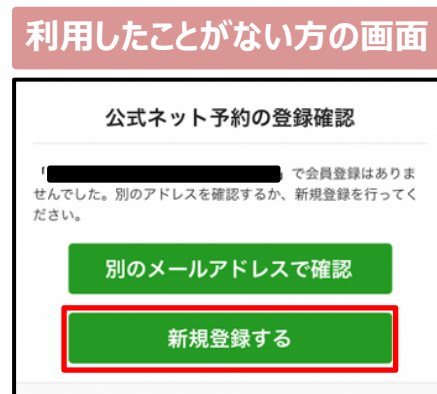 利用したことがない方の画面
公式ネット予約の登録確認
「 」で会員登録はありま
せんでした。別のアドレスを確認するか、新規登録を行ってく
ださい。
別のメールアドレスで確認
新規登録する